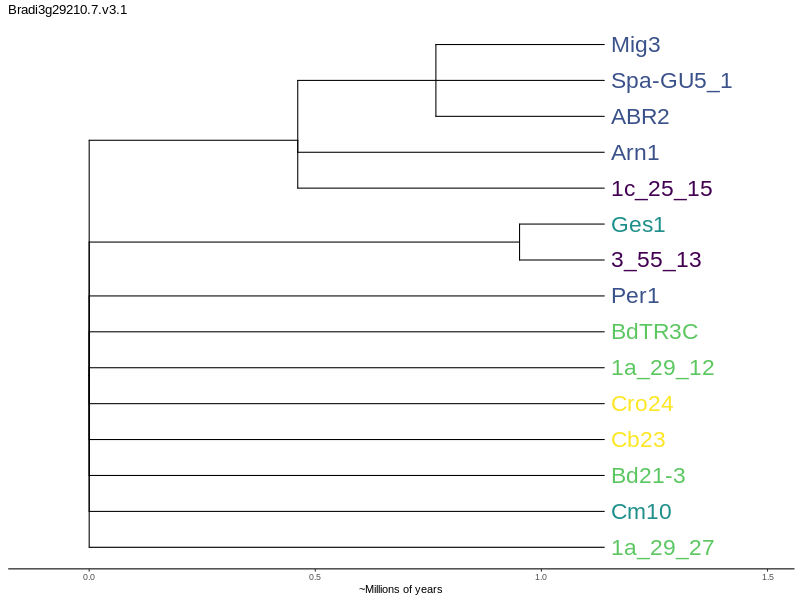 Bradi3g29210.7.v3.1
Mig3
Spa-GU5_1
ABR2
Arn1
1c_25_15
Ges1
3_55_13
Per1
BdTR3C
1a_29_12
Cro24
Cb23
Bd21-3
Cm10
1a_29_27
0.0 0.5 1.0 1.5
~Millions of years